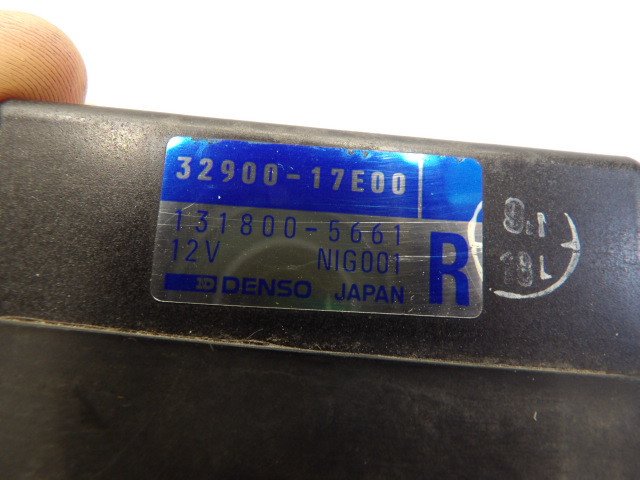 32900-17E00
131800-5661
12V NIG001
DENSO JAPAN
R